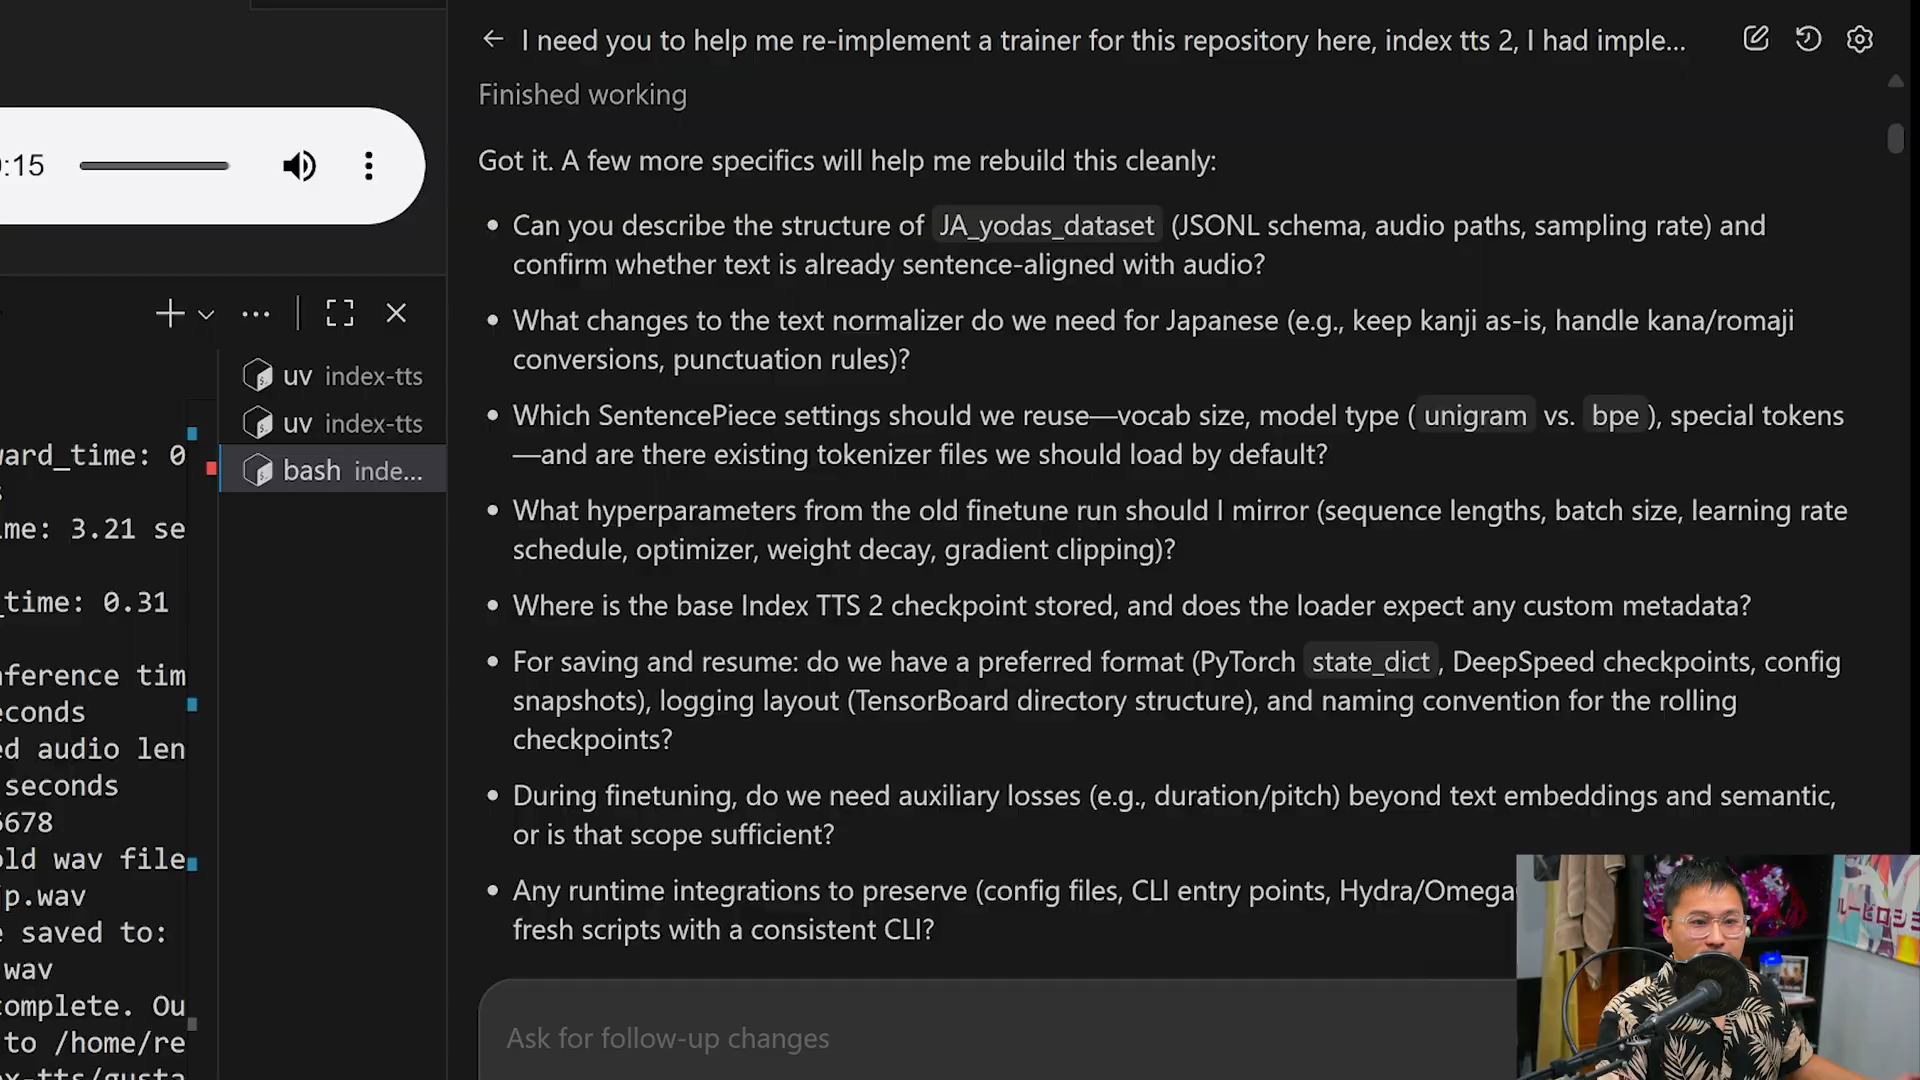 I need you to help me re-implement a trainer for this repository here, index tts 2, I had imple...
Finished working
Got it. A few more specifics will help me rebuild this cleanly:
• Can you describe the structure of JA_yodas_dataset (JSONL schema, audio paths, sampling rate) and
confirm whether text is already sentence-aligned with audio?
• What changes to the text normalizer do we need for Japanese (e.g., keep kanji as-is, handle kana/romaji
conversions, punctuation rules)?
• Which SentencePiece settings should we reuse—vocab size, model type (unigram vs. bpe), special tokens
—and are there existing tokenizer files we should load by default?
• What hyperparameters from the old finetune run should I mirror (sequence lengths, batch size, learning rate
schedule, optimizer, weight decay, gradient clipping)?
• Where is the base Index TTS 2 checkpoint stored, and does the loader expect any custom metadata?
• For saving and resume: do we have a preferred format (PyTorch state_dict, DeepSpeed checkpoints, config
snapshots), logging layout (TensorBoard directory structure), and naming convention for the rolling
checkpoints?
• During finetuning, do we need auxiliary losses (e.g., duration/pitch) beyond text embeddings and semantic,
or is that scope sufficient?
• Any runtime integrations to preserve (config files, CLI entry points, Hydra/Omega
fresh scripts with a consistent CLI?
Ask for follow-up changes
:15
uv index-tts
uv index-tts
bash inde...
ward_time: 0
s
ime: 3.21 se
_time: 0.31
ference tim
econds
ed audio len
seconds
5678
old wav file
p.wav
e saved to:
.wav
complete. Ou
to /home/re
ex-tts/gusta